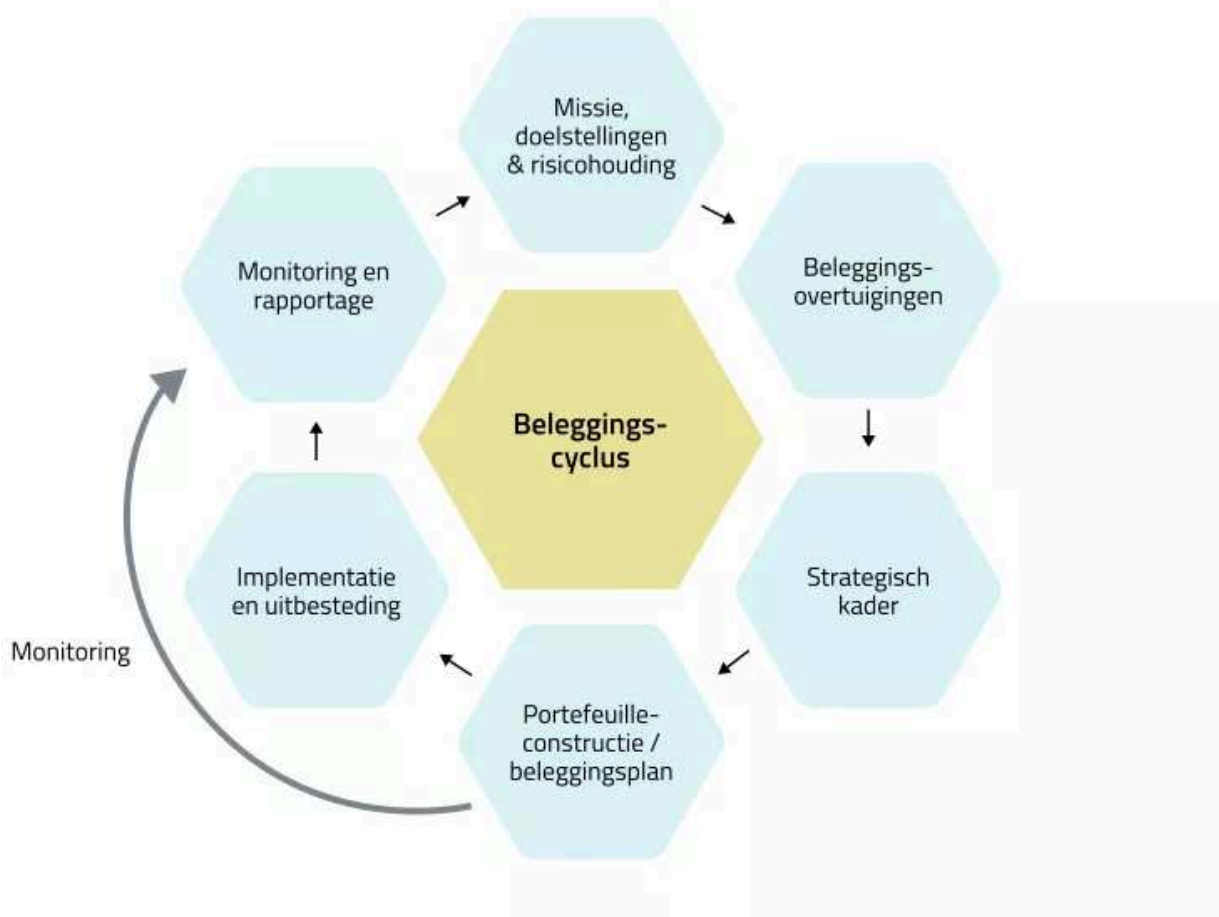 Missie,
doelstellingen
& risicohouding
Beleggings-
overtuigingen
Strategisch
kader
Portefeuille-
constructie /
beleggingsplan
Implementatie
en uitbesteding
Monitoring en
rapportage
Beleggings-
cyclus
Monitoring